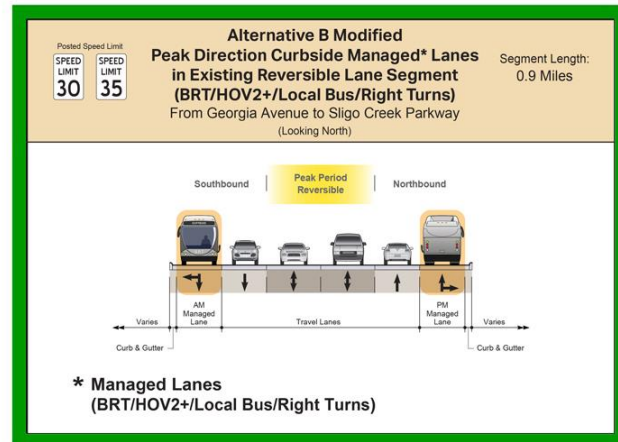 Alternative B Modified
Peak Direction Curbside Managed* Lanes
in Existing Reversible Lane Segment
(BRT/HOV2+/Local Bus/Right Turns)
From Georgia Avenue to Sligo Creek Parkway
(Looking North)
Posted Speed Limit
SPEED
LIMIT
30
SPEED
LIMIT
35
Segment Length:
0.9 Miles
Southbound
Peak Period
Reversible
Northbound
Varies
AM
Managed
Lane
Travel Lanes
PM
Managed
Lane
Varies
Curb & Gutter
Curb & Gutter
* Managed Lanes
(BRT/HOV2+/Local Bus/Right Turns)